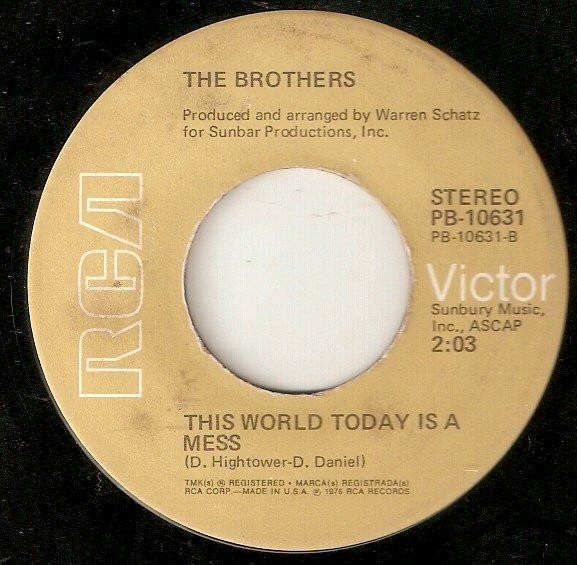 THE BROTHERS
Produced and arranged by Warren Schatz
for Sunbar Productions, Inc.
RCA
STEREO
PB-10631
PB-10631-B
Victor
Sunbury Music,
Inc., ASCAP
2:03
THIS WORLD TODAY IS A
MESS
(D. Hightower-D. Daniel)
TMK(s) ® REGISTERED • MARCA(s) REGISTRADA(s)
RCA CORP.—MADE IN U.S.A. ℗ 1976 RCA RECORDS